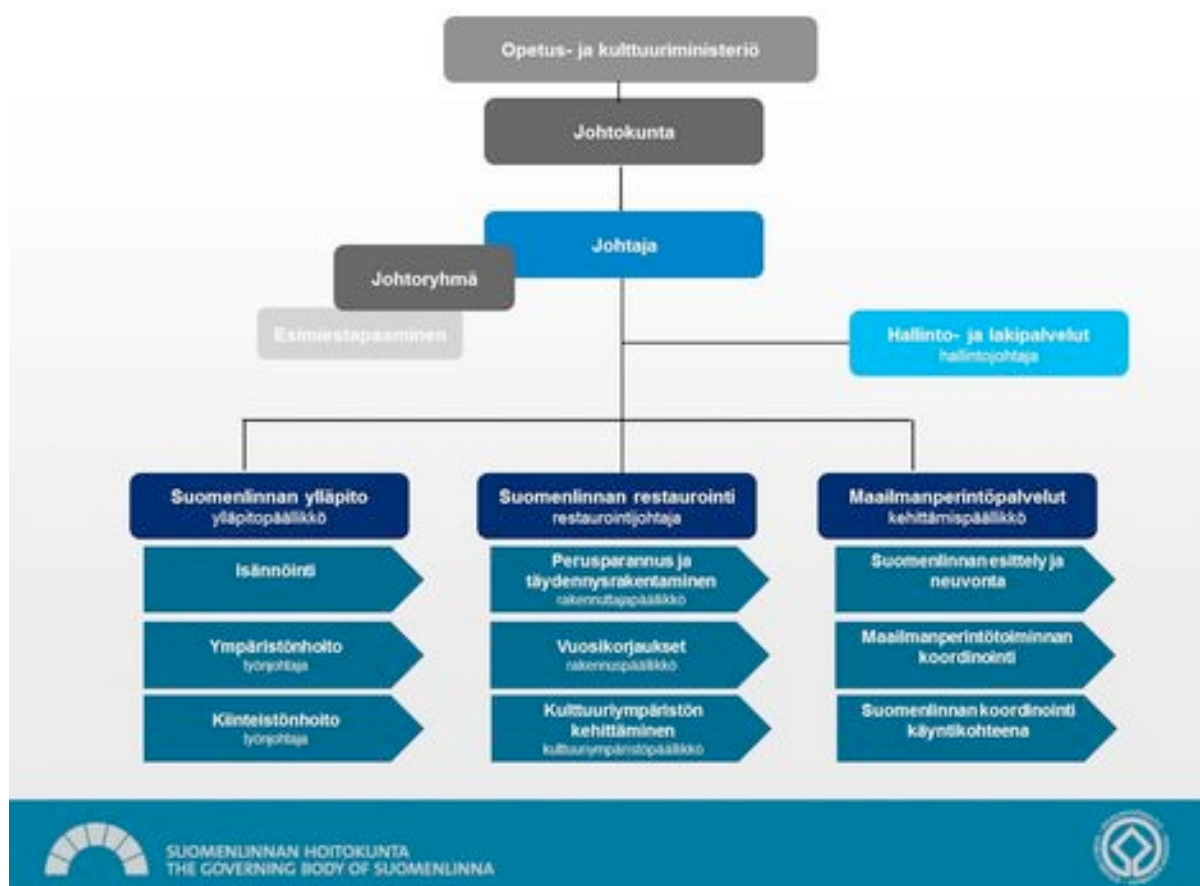 Opetus- ja kulttuuriministeriö
Johtokunta
Johtaja
Johtoryhmä
Esimiestapaaminen
Hallinto- ja lakipalvelut
hallintojohtaja
Suomenlinnan ylläpito
ylläpitopäällikkö
Isännöinti
Ympäristönhoito
työnjohtaja
Kiinteistönhoito
työnjohtaja
Suomenlinnan restaurointi
restaurointijohtaja
Perusparannus ja
täydennysrakentaminen
rakennuttajapäällikkö
Vuosikorjaukset
rakennuspäällikkö
Kulttuuriympäristön
kehittäminen
kulttuuriympäristöpäällikkö
Maailmanperintöpalvelut
kehittämispäällikkö
Suomenlinnan esittely ja
neuvonta
Maailmanperintötoiminnan
koordinointi
Suomenlinnan koordinointi
käyntikohteena
SUOMENLINNAN HOITOKUNTA
THE GOVERNING BODY OF SUOMENLINNA